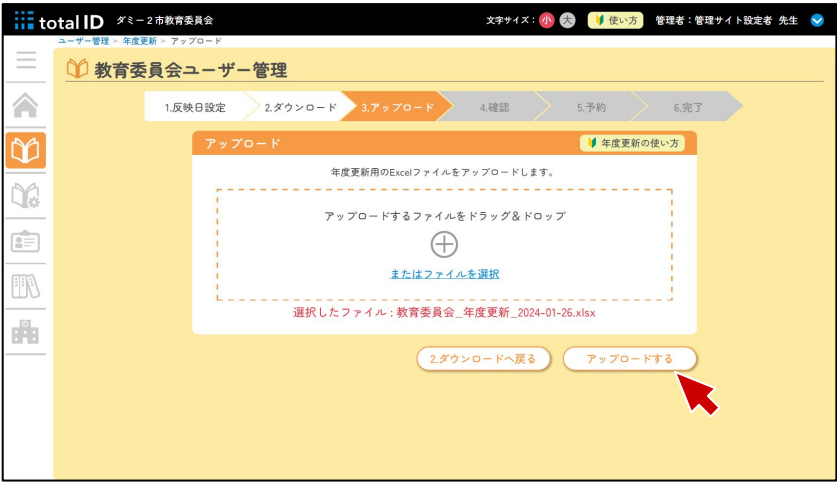 total ID ダミー2市教育委員会 文字サイズ: 小 大 使い方 管理者:管理サイト設定者 先生
ユーザー管理 > 年度更新 > アップロード
教育委員会ユーザー管理
1.反映日設定 2.ダウンロード 3.アップロード 4.確認 5.予約 6.完了
アップロード 年度更新の使い方
年度更新用のExcelファイルをアップロードします。
アップロードするファイルをドラッグ&ドロップ
またはファイルを選択
選択したファイル:教育委員会_年度更新_2024-01-26.xlsx
2.ダウンロードへ戻る アップロードする